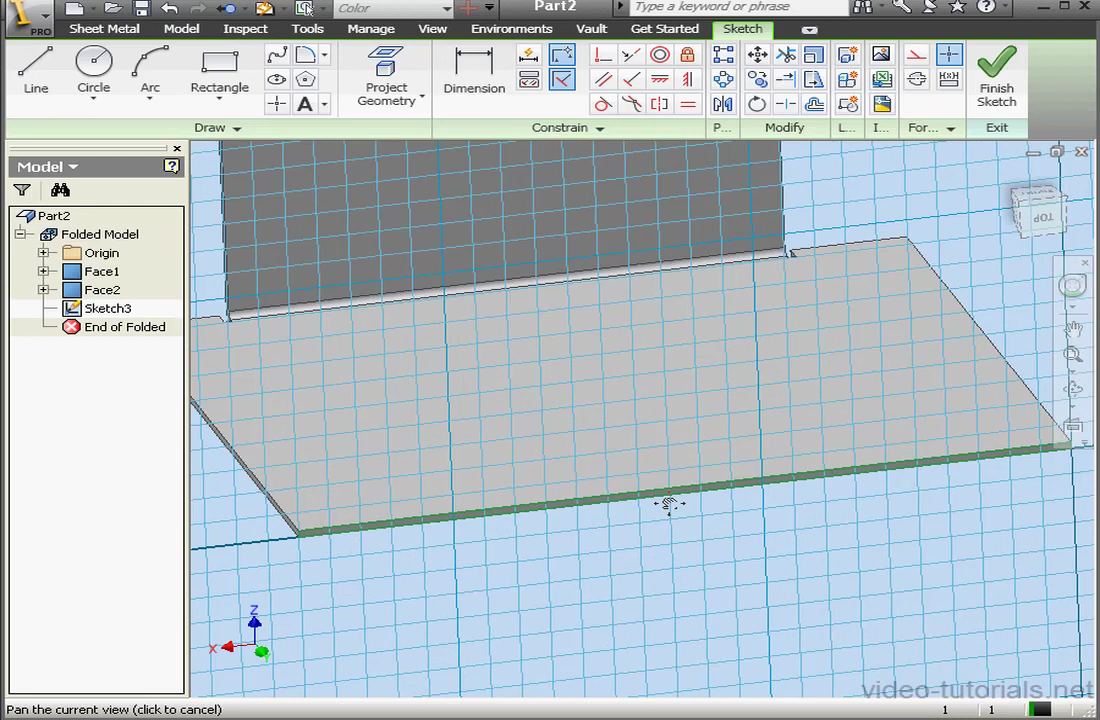 Color
Part2
Type a keyword or phrase
PRO
Sheet Metal
Model
Inspect
Tools
Manage
View
Environments
Vault
Get Started
Sketch
Line
Circle
Arc
Rectangle
A
Project
Geometry
Dimension
Finish
Sketch
Draw
Constrain
P...
Modify
L...
I...
For...
Exit
Model
Part2
Folded Model
Origin
Face1
Face2
Sketch3
End of Folded
TOP
Z
X
Y
video-tutorials.net
Pan the current view (click to cancel)
1
1